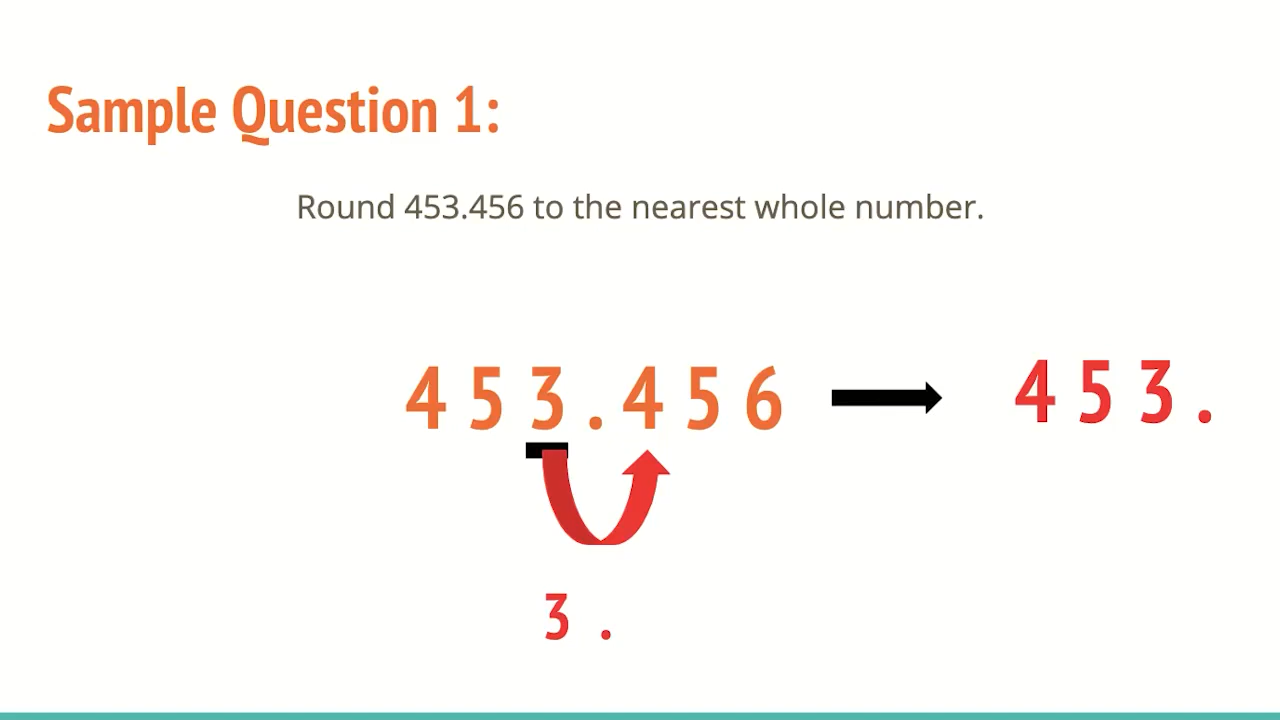 Sample Question 1:
Round 453.456 to the nearest whole number.
4 5 3 . 4 5 6 4 5 3 .
3 .